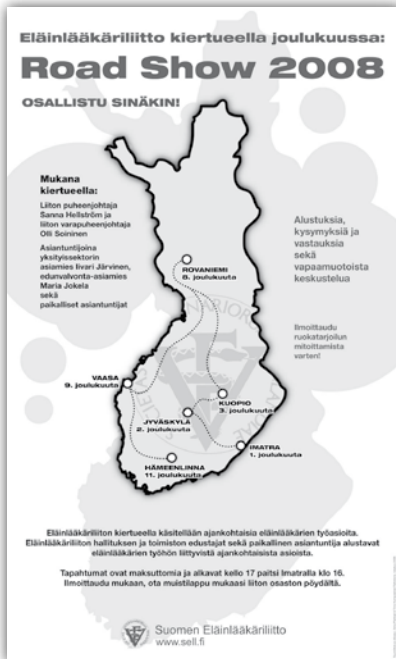 Eläinlääkäriliitto kiertueella joulukuussa:
Road Show 2008
OSALLISTU SINÄKIN!
Mukana
kiertueella:
Liiton puheenjohtaja
Sanna Hellström ja
liiton varapuheenjohtaja
Olli Soininen
Asiantuntijoina
yksityissektorin
asiamies Iivari Järvinen,
edunvalvonta-asiamies
Maria Jokela
sekä
paikalliset asiantuntijat
Alustuksia,
kysymyksiä ja
vastauksia
sekä
vapaamuotoista
keskustelua
Ilmoittaudu
ruokatarjoilun
mitoittamista
varten!
ROVANIEMI
8. joulukuuta
VAASA
9. joulukuuta
KUOPIO
3. joulukuuta
JYVÄSKYLÄ
2. joulukuuta
IMATRA
1. joulukuuta
HÄMEENLINNA
11. joulukuuta
Eläinlääkäriliiton kiertueella käsitellään ajankohtaisia eläinlääkärien työasioita.
Eläinlääkäriliiton hallituksen ja toimiston edustajat sekä paikallinen asiantuntija alustavat
eläinlääkärien työhön liittyvistä ajankohtaisista asioista.
Tapahtumat ovat maksuttomia ja alkavat kello 17 paitsi Imatralla klo 16.
Ilmoittaudu mukaan, ota muistilappu mukaasi liiton osaston pöydältä.
Suomen Eläinlääkäriliitto
www.sell.fi